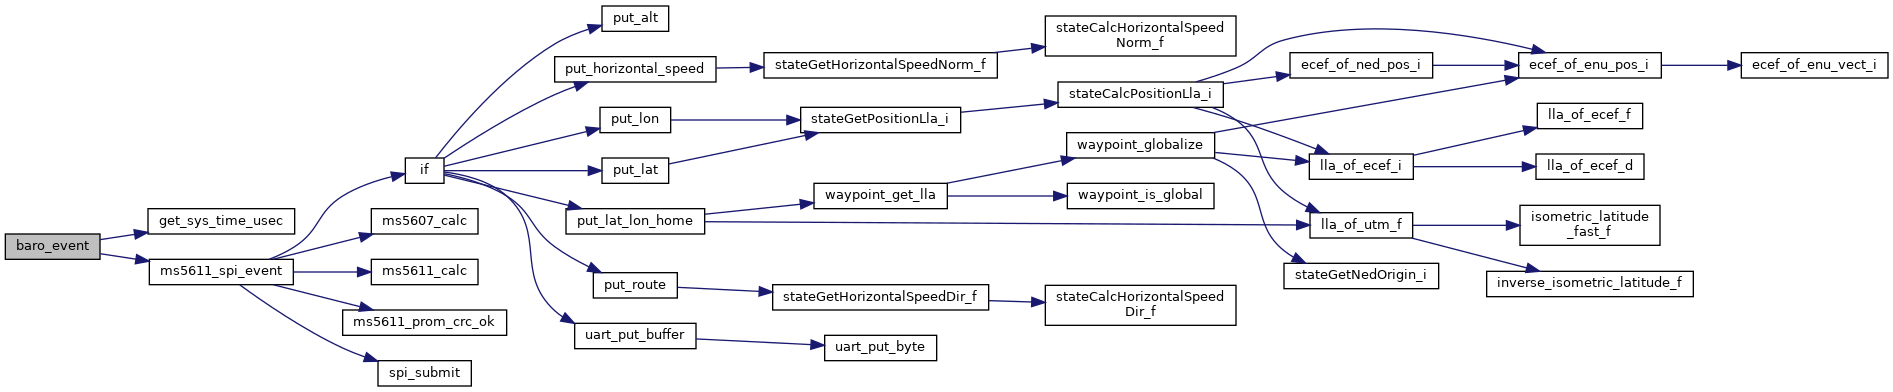 baro_event
get_sys_time_usec
ms5611_spi_event
if
ms5607_calc
ms5611_calc
ms5611_prom_crc_ok
spi_submit
put_alt
put_horizontal_speed
put_lon
put_lat
put_lat_lon_home
put_route
uart_put_buffer
stateGetHorizontalSpeedNorm_f
stateGetPositionLla_i
waypoint_get_lla
stateGetHorizontalSpeedDir_f
uart_put_byte
stateCalcHorizontalSpeed
Norm_f
stateCalcPositionLla_i
waypoint_globalize
waypoint_is_global
stateCalcHorizontalSpeed
Dir_f
ecef_of_ned_pos_i
lla_of_ecef_i
lla_of_utm_f
stateGetNedOrigin_i
ecef_of_enu_pos_i
lla_of_ecef_f
lla_of_ecef_d
isometric_latitude
_fast_f
inverse_isometric_latitude_f
ecef_of_enu_vect_i